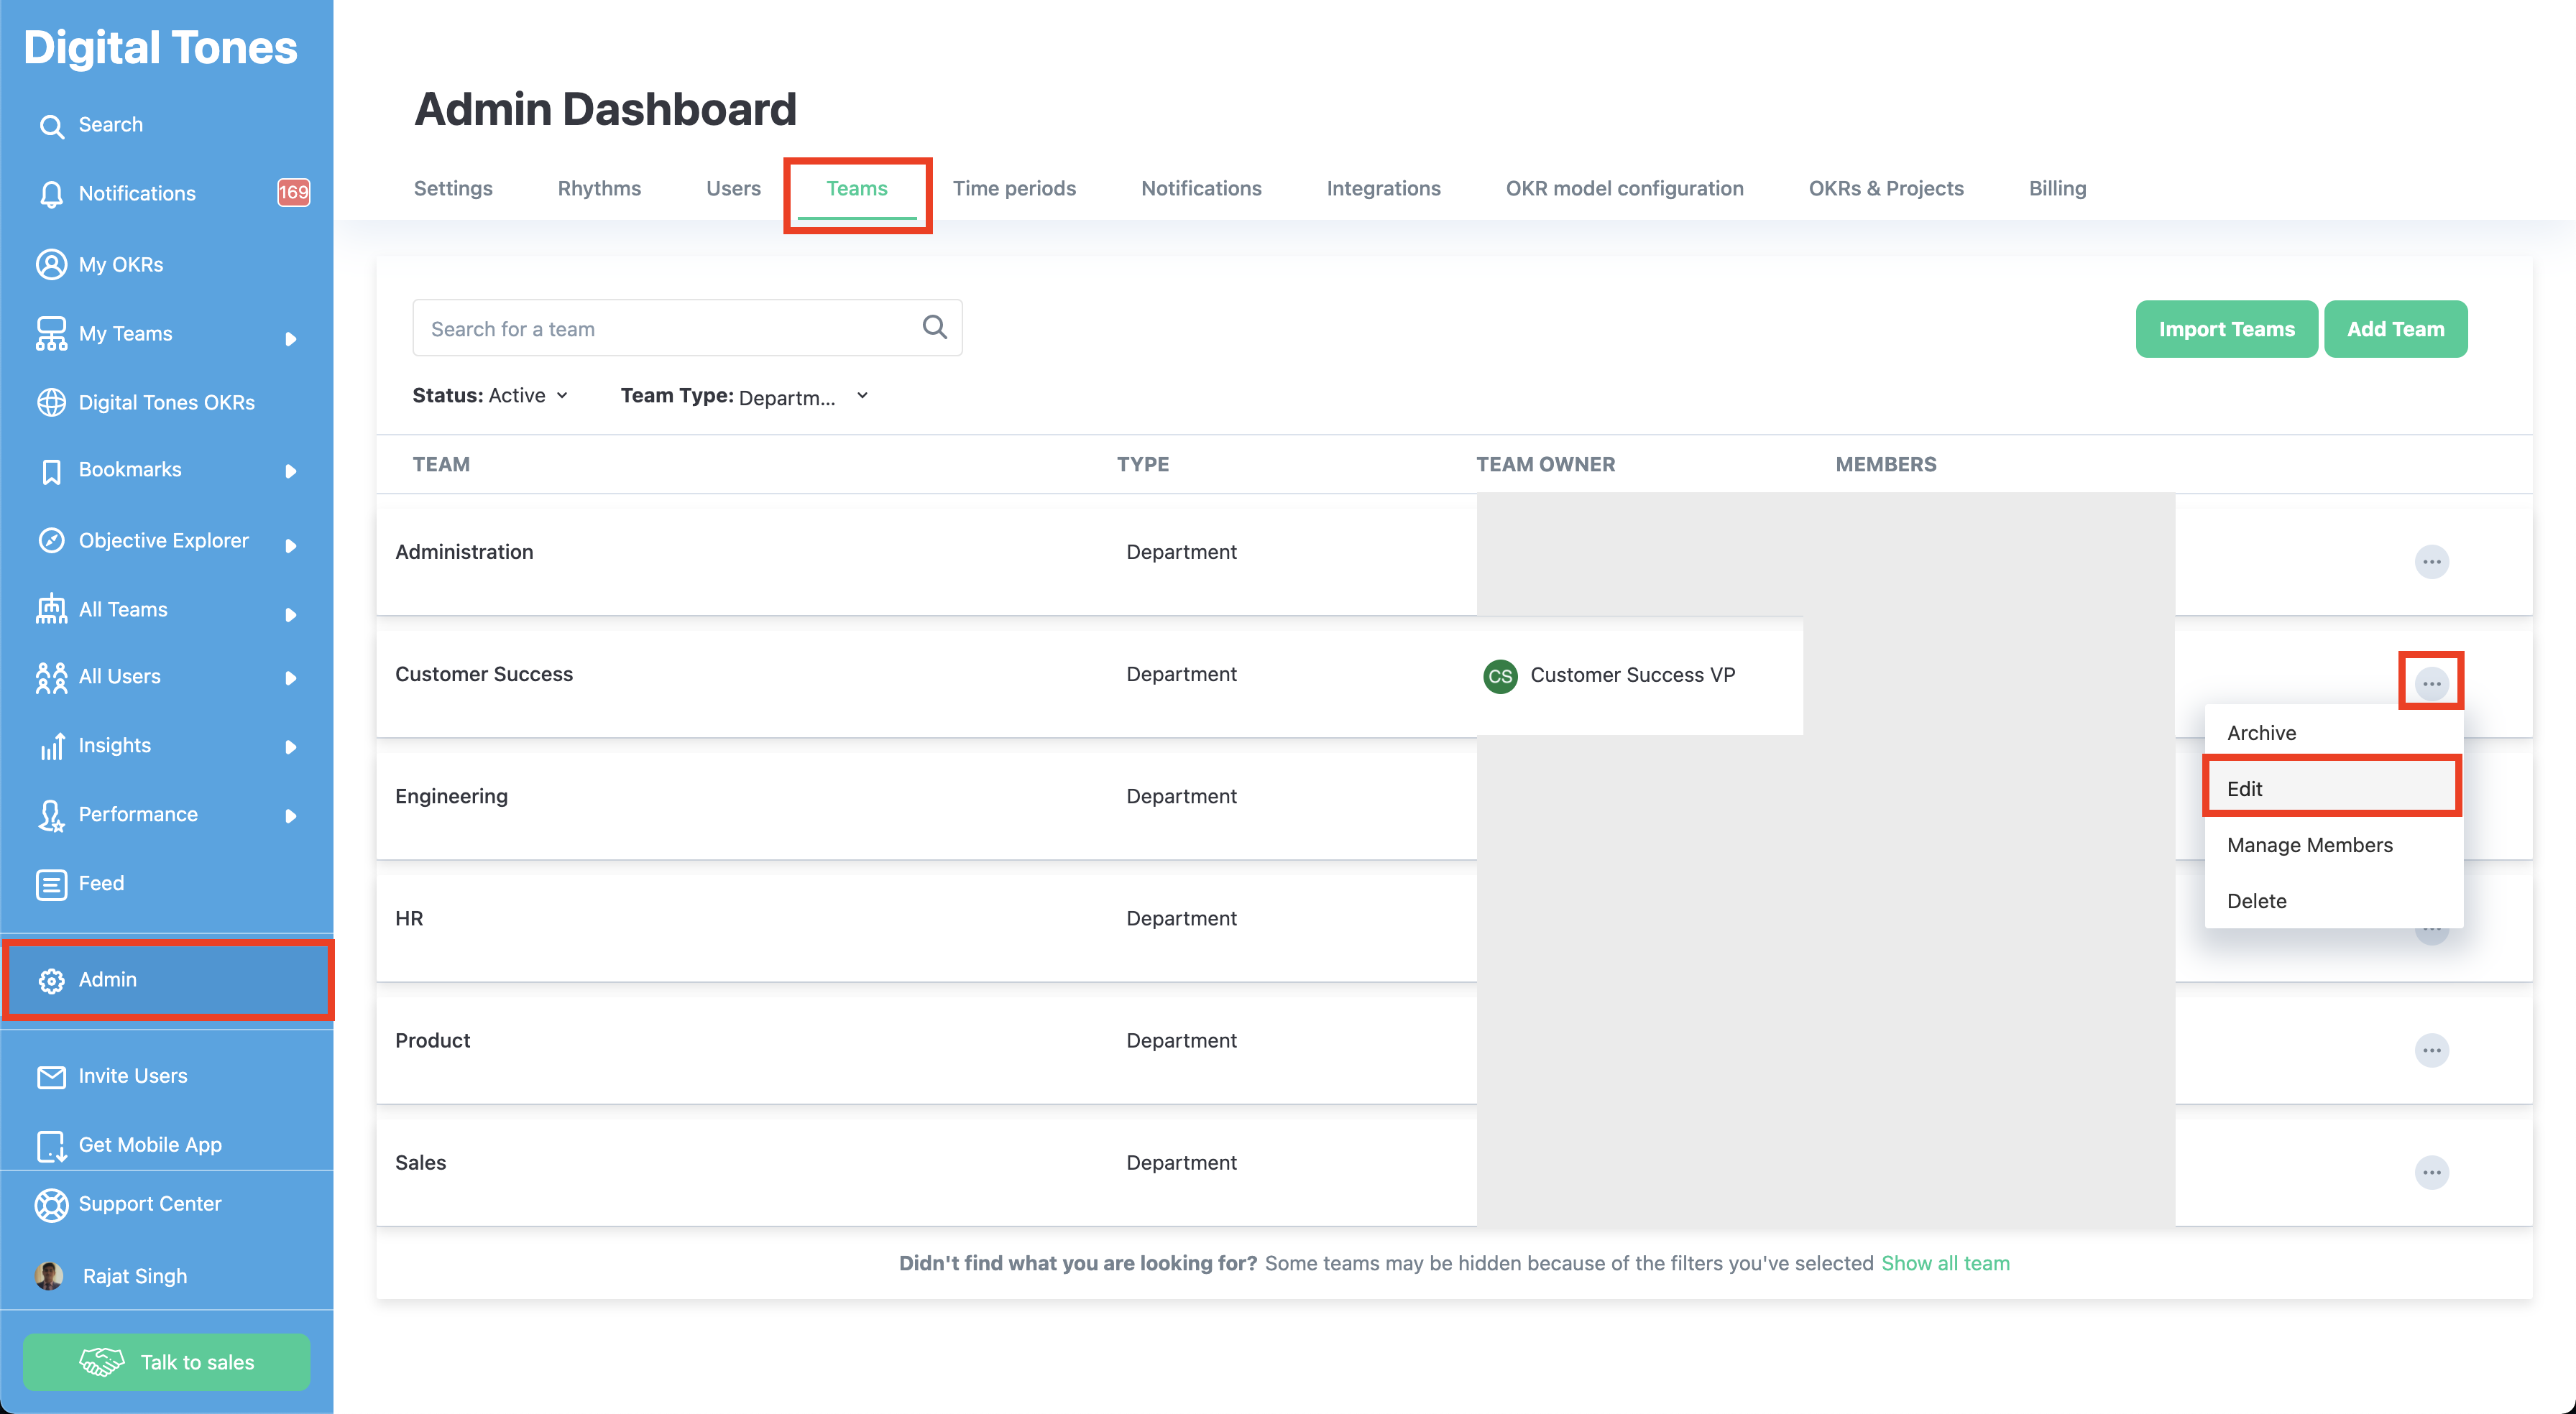 Digital Tones
Search
Notifications 169
My OKRs
My Teams
Digital Tones OKRs
Bookmarks
Objective Explorer
All Teams
All Users
Insights
Performance
Feed
Admin
Invite Users
Get Mobile App
Support Center
Rajat Singh
Talk to sales
Admin Dashboard
Settings Rhythms Users Teams Time periods Notifications Integrations OKR model configuration OKRs & Projects Billing
Search for a team
Import Teams Add Team
Status: Active Team Type: Departm...
TEAM TYPE TEAM OWNER MEMBERS
Administration Department
Customer Success Department CS Customer Success VP
Archive
Edit
Manage Members
Delete
Engineering Department
HR Department
Product Department
Sales Department
Didn't find what you are looking for? Some teams may be hidden because of the filters you've selected Show all team